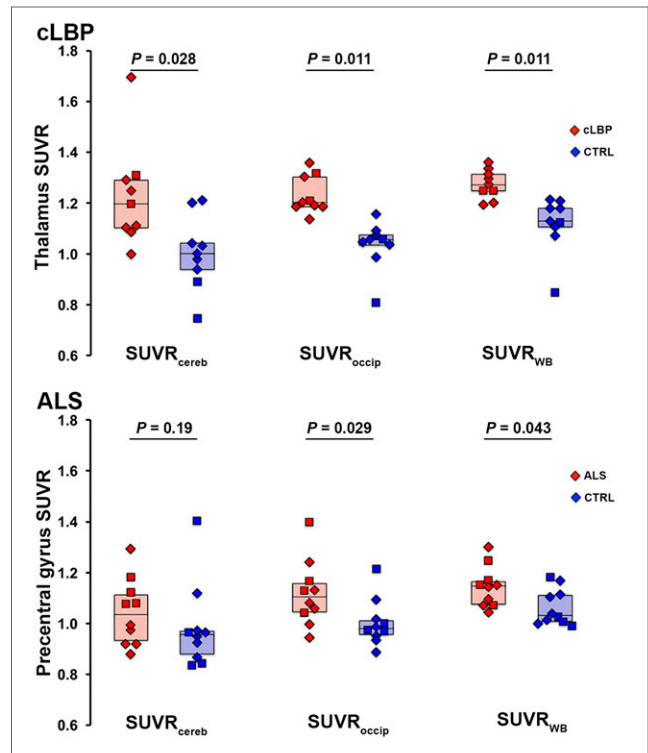 cLBP
1.8
P = 0.028
P = 0.011
P = 0.011
1.6
cLBP
CTRL
1.4
1.2
1.0
0.8
0.6
Thalamus SUVR
SUVRcereb
SUVRoccip
SUVRWB
ALS
1.8
P = 0.19
P = 0.029
P = 0.043
1.6
ALS
CTRL
1.4
1.2
1.0
0.8
0.6
Precentral gyrus SUVR
SUVRcereb
SUVRoccip
SUVRWB